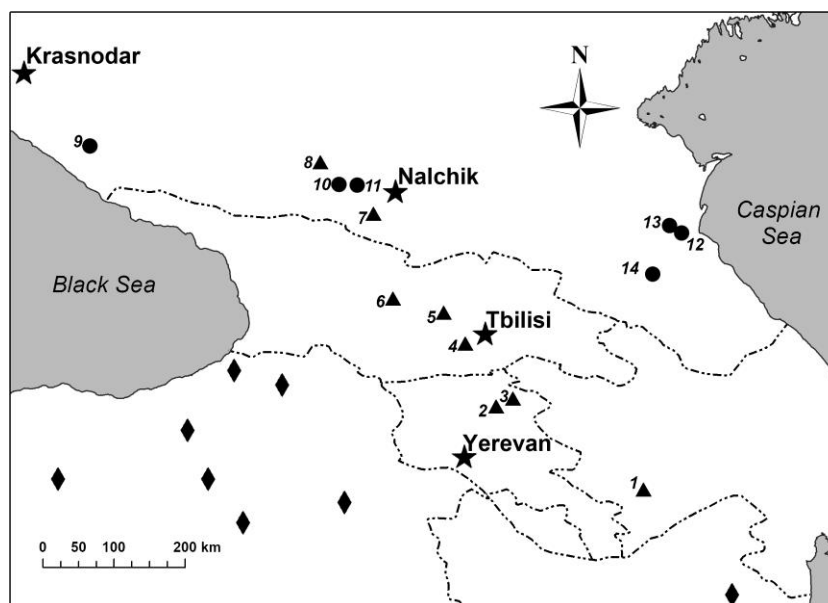 Krasnodar
N
9
8
10
11
Nalchik
7
13
12
Caspian
Sea
14
Black Sea
6
5
Tbilisi
4
3
2
Yerevan
1
0 50 100 200 km